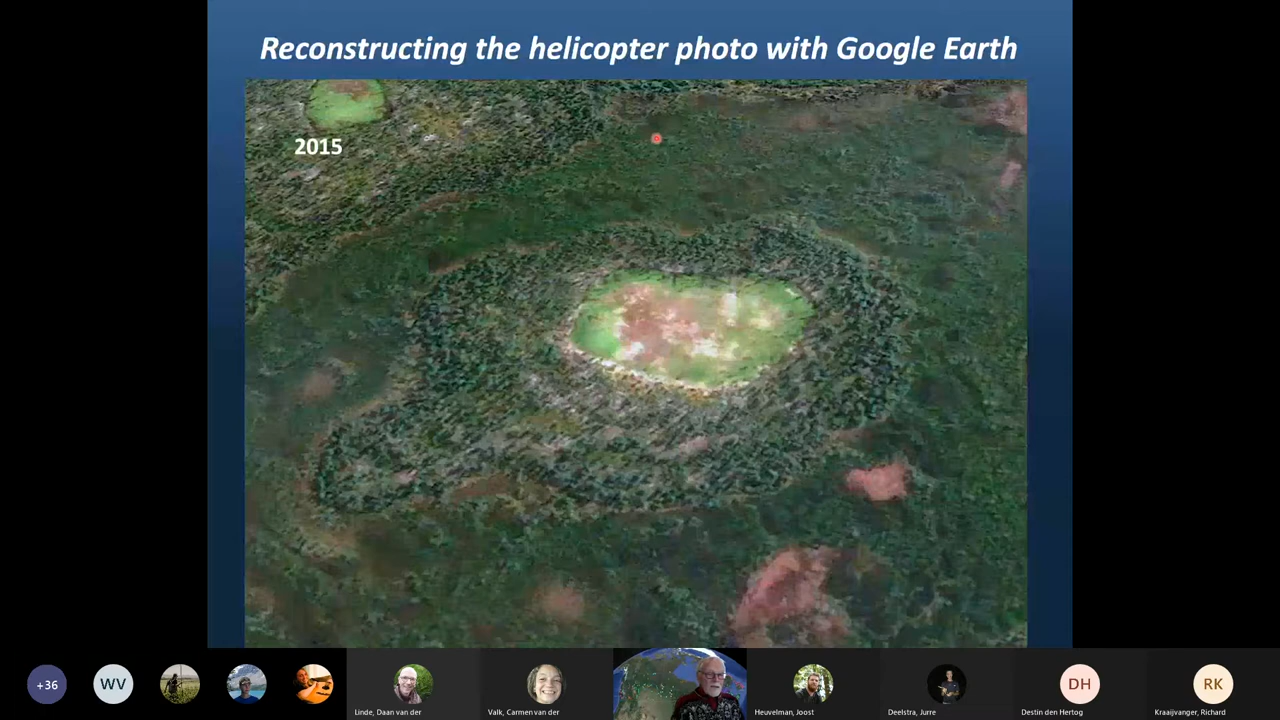 Reconstructing the helicopter photo with Google Earth
2015
+36
WV
Linde, Daan van der
Valk, Carmen van der
Heuvelman, Joost
Deelstra, Jurre
DH
Destin den Hertog
RK
Kraaijvanger, Richard